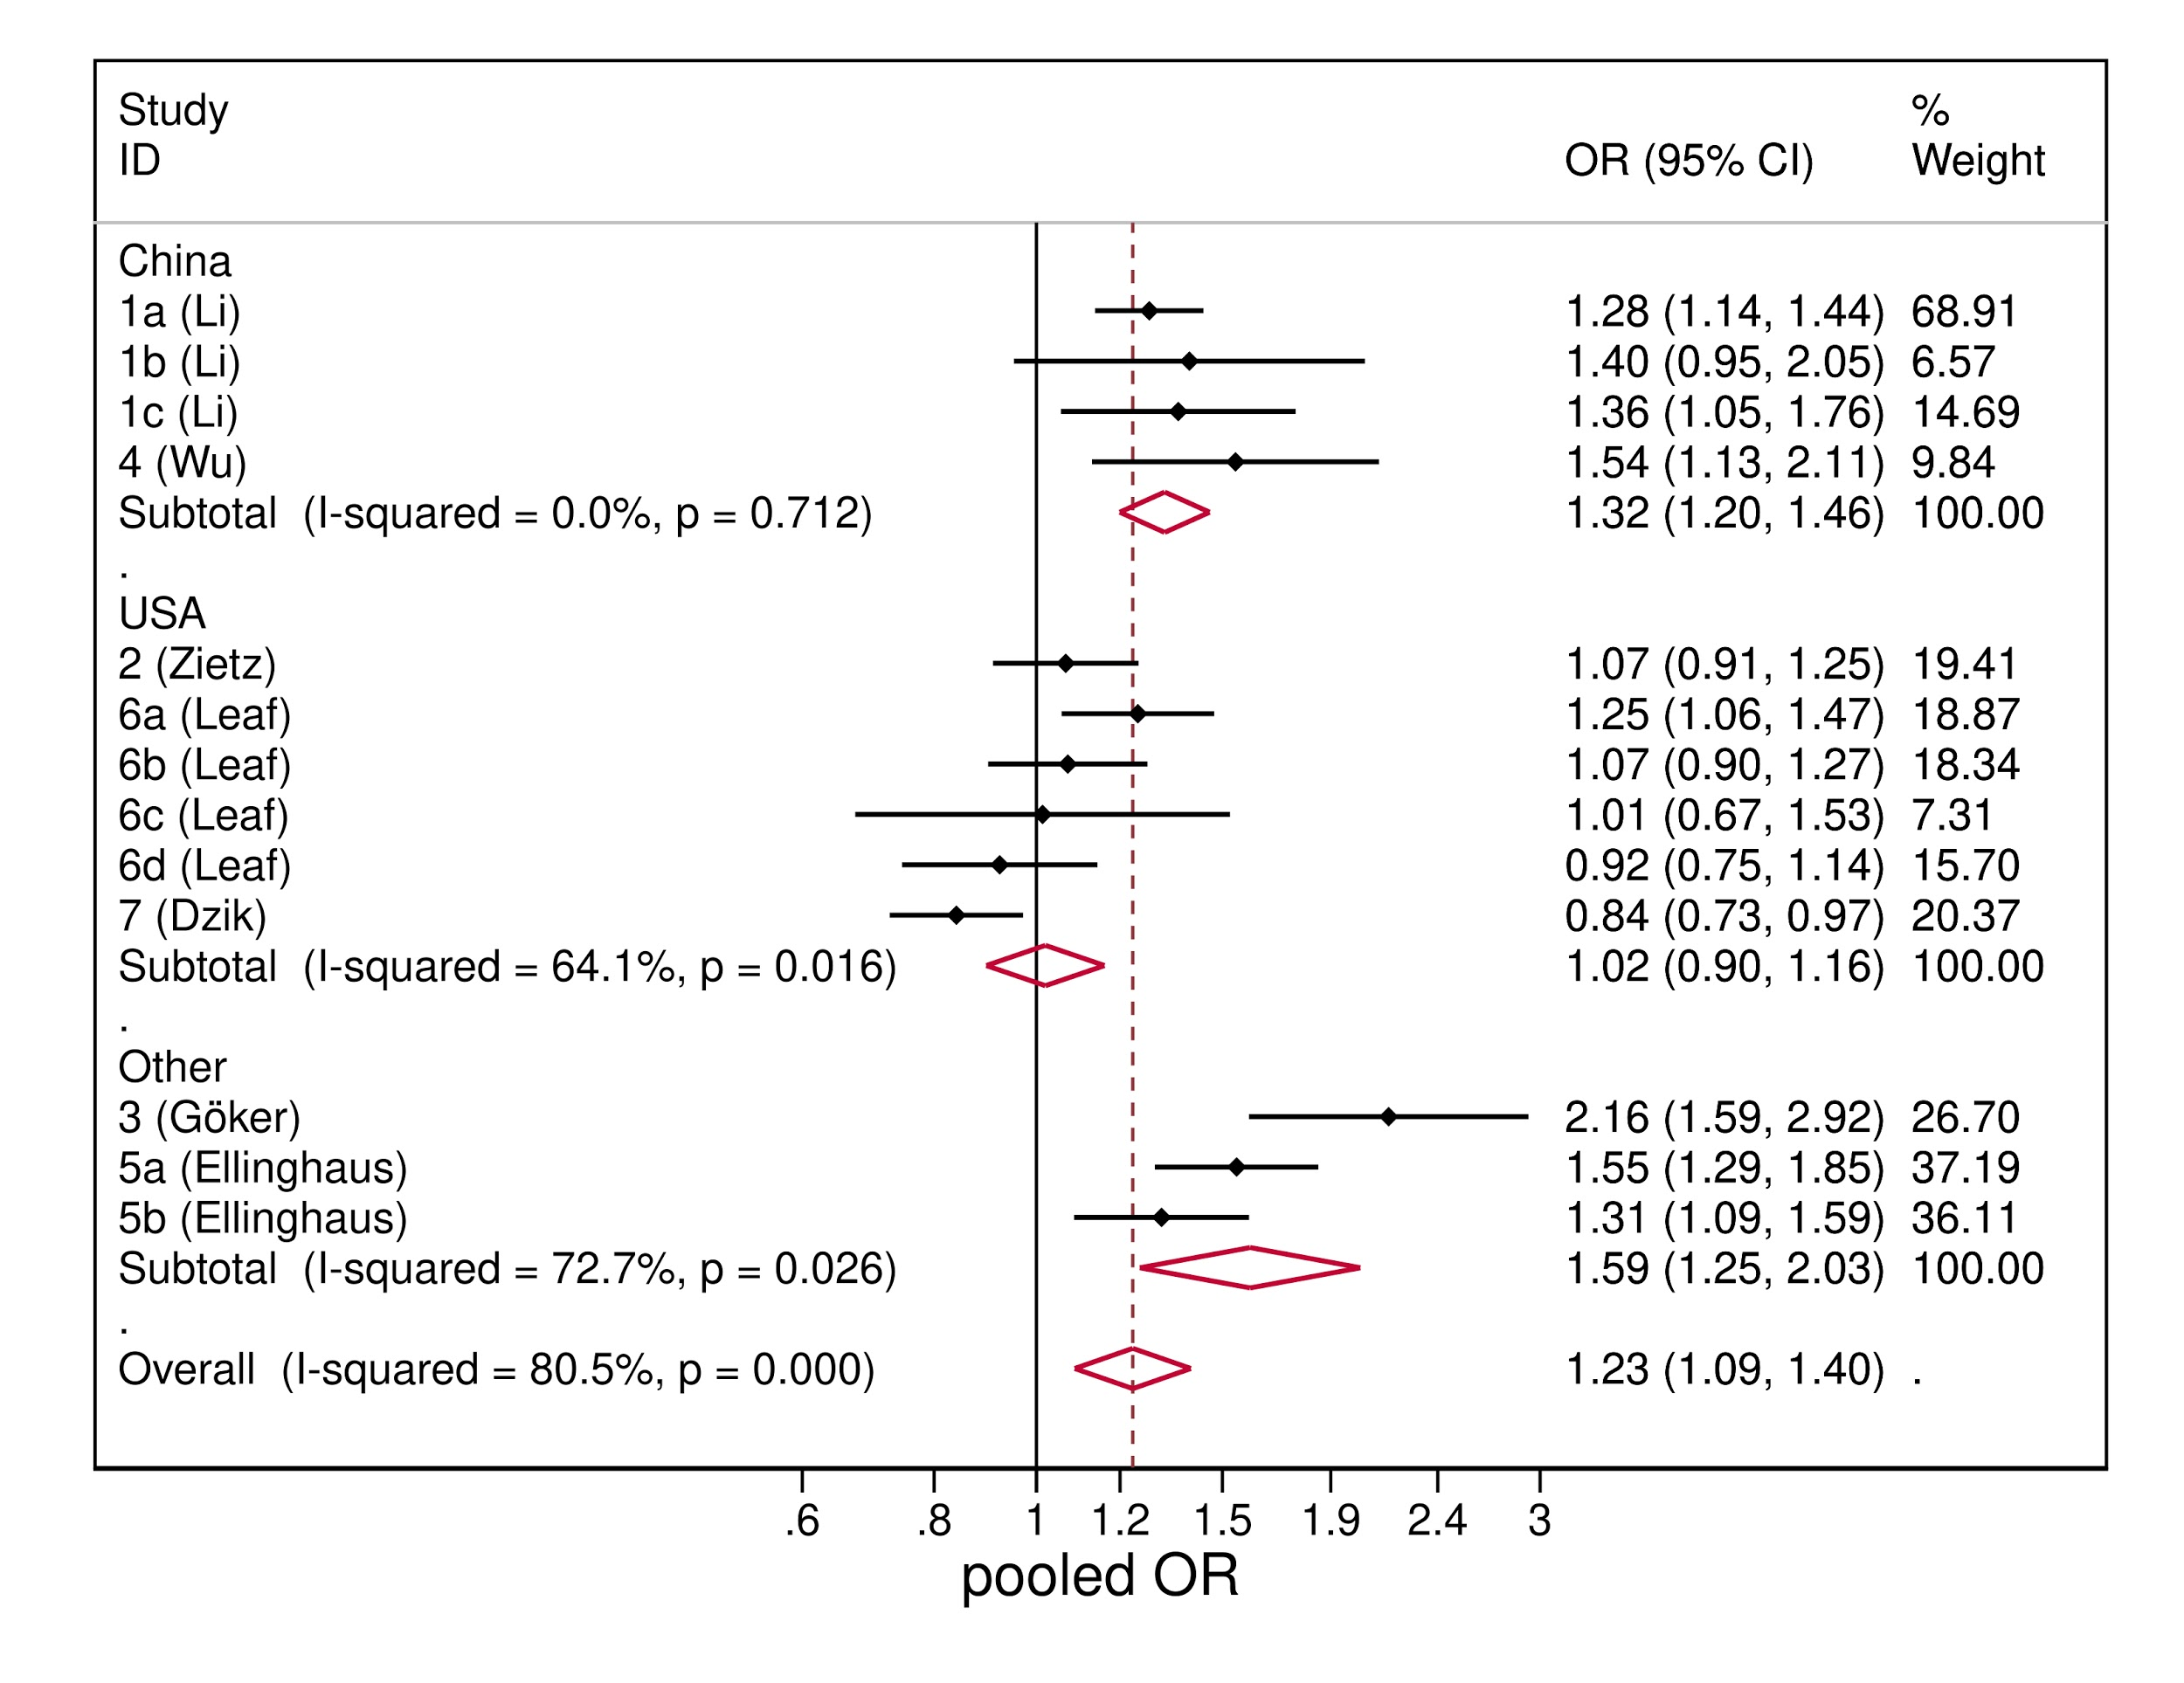 Study %
ID OR (95% CI) Weight
China
1a (Li) 1.28 (1.14, 1.44) 68.91
1b (Li) 1.40 (0.95, 2.05) 6.57
1c (Li) 1.36 (1.05, 1.76) 14.69
4 (Wu) 1.54 (1.13, 2.11) 9.84
Subtotal (I-squared = 0.0%, p = 0.712) 1.32 (1.20, 1.46) 100.00
.
USA
2 (Zietz) 1.07 (0.91, 1.25) 19.41
6a (Leaf) 1.25 (1.06, 1.47) 18.87
6b (Leaf) 1.07 (0.90, 1.27) 18.34
6c (Leaf) 1.01 (0.67, 1.53) 7.31
6d (Leaf) 0.92 (0.75, 1.14) 15.70
7 (Dzik) 0.84 (0.73, 0.97) 20.37
Subtotal (I-squared = 64.1%, p = 0.016) 1.02 (0.90, 1.16) 100.00
.
Other
3 (Göker) 2.16 (1.59, 2.92) 26.70
5a (Ellinghaus) 1.55 (1.29, 1.85) 37.19
5b (Ellinghaus) 1.31 (1.09, 1.59) 36.11
Subtotal (I-squared = 72.7%, p = 0.026) 1.59 (1.25, 2.03) 100.00
.
Overall (I-squared = 80.5%, p = 0.000) 1.23 (1.09, 1.40) .
.6 .8 1 1.2 1.5 1.9 2.4 3
pooled OR